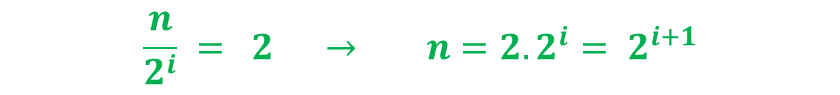 n/2^i = 2 → n = 2.2^i = 2^{i+1}